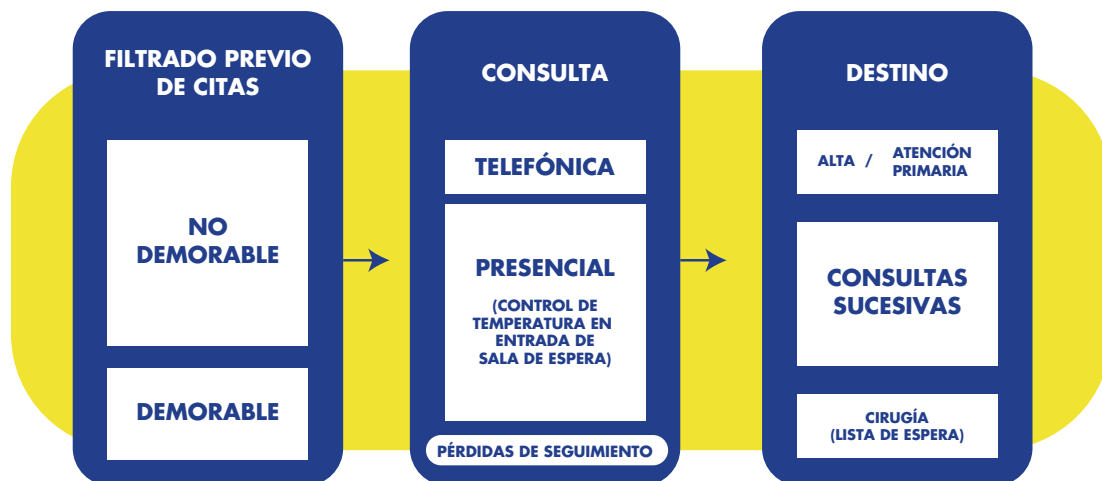 FILTRADO PREVIO
DE CITAS
NO
DEMORABLE
DEMORABLE
CONSULTA
TELEFÓNICA
PRESENCIAL
(CONTROL DE
TEMPERATURA EN
ENTRADA DE
SALA DE ESPERA)
PÉRDIDAS DE SEGUIMIENTO
DESTINO
ALTA / ATENCIÓN
PRIMARIA
CONSULTAS
SUCESIVAS
CIRUGÍA
(LISTA DE ESPERA)